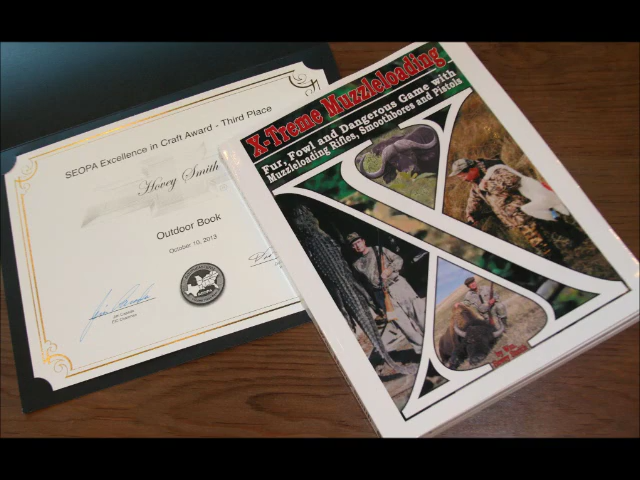 SEOPA Excellence in Craft Award - Third Place
Hovey Smith
Outdoor Book
October 10, 2013
X-Treme Muzzleloading
Fur, Fowl and Dangerous Game with
Muzzleloading Rifles, Smoothbores and Pistols